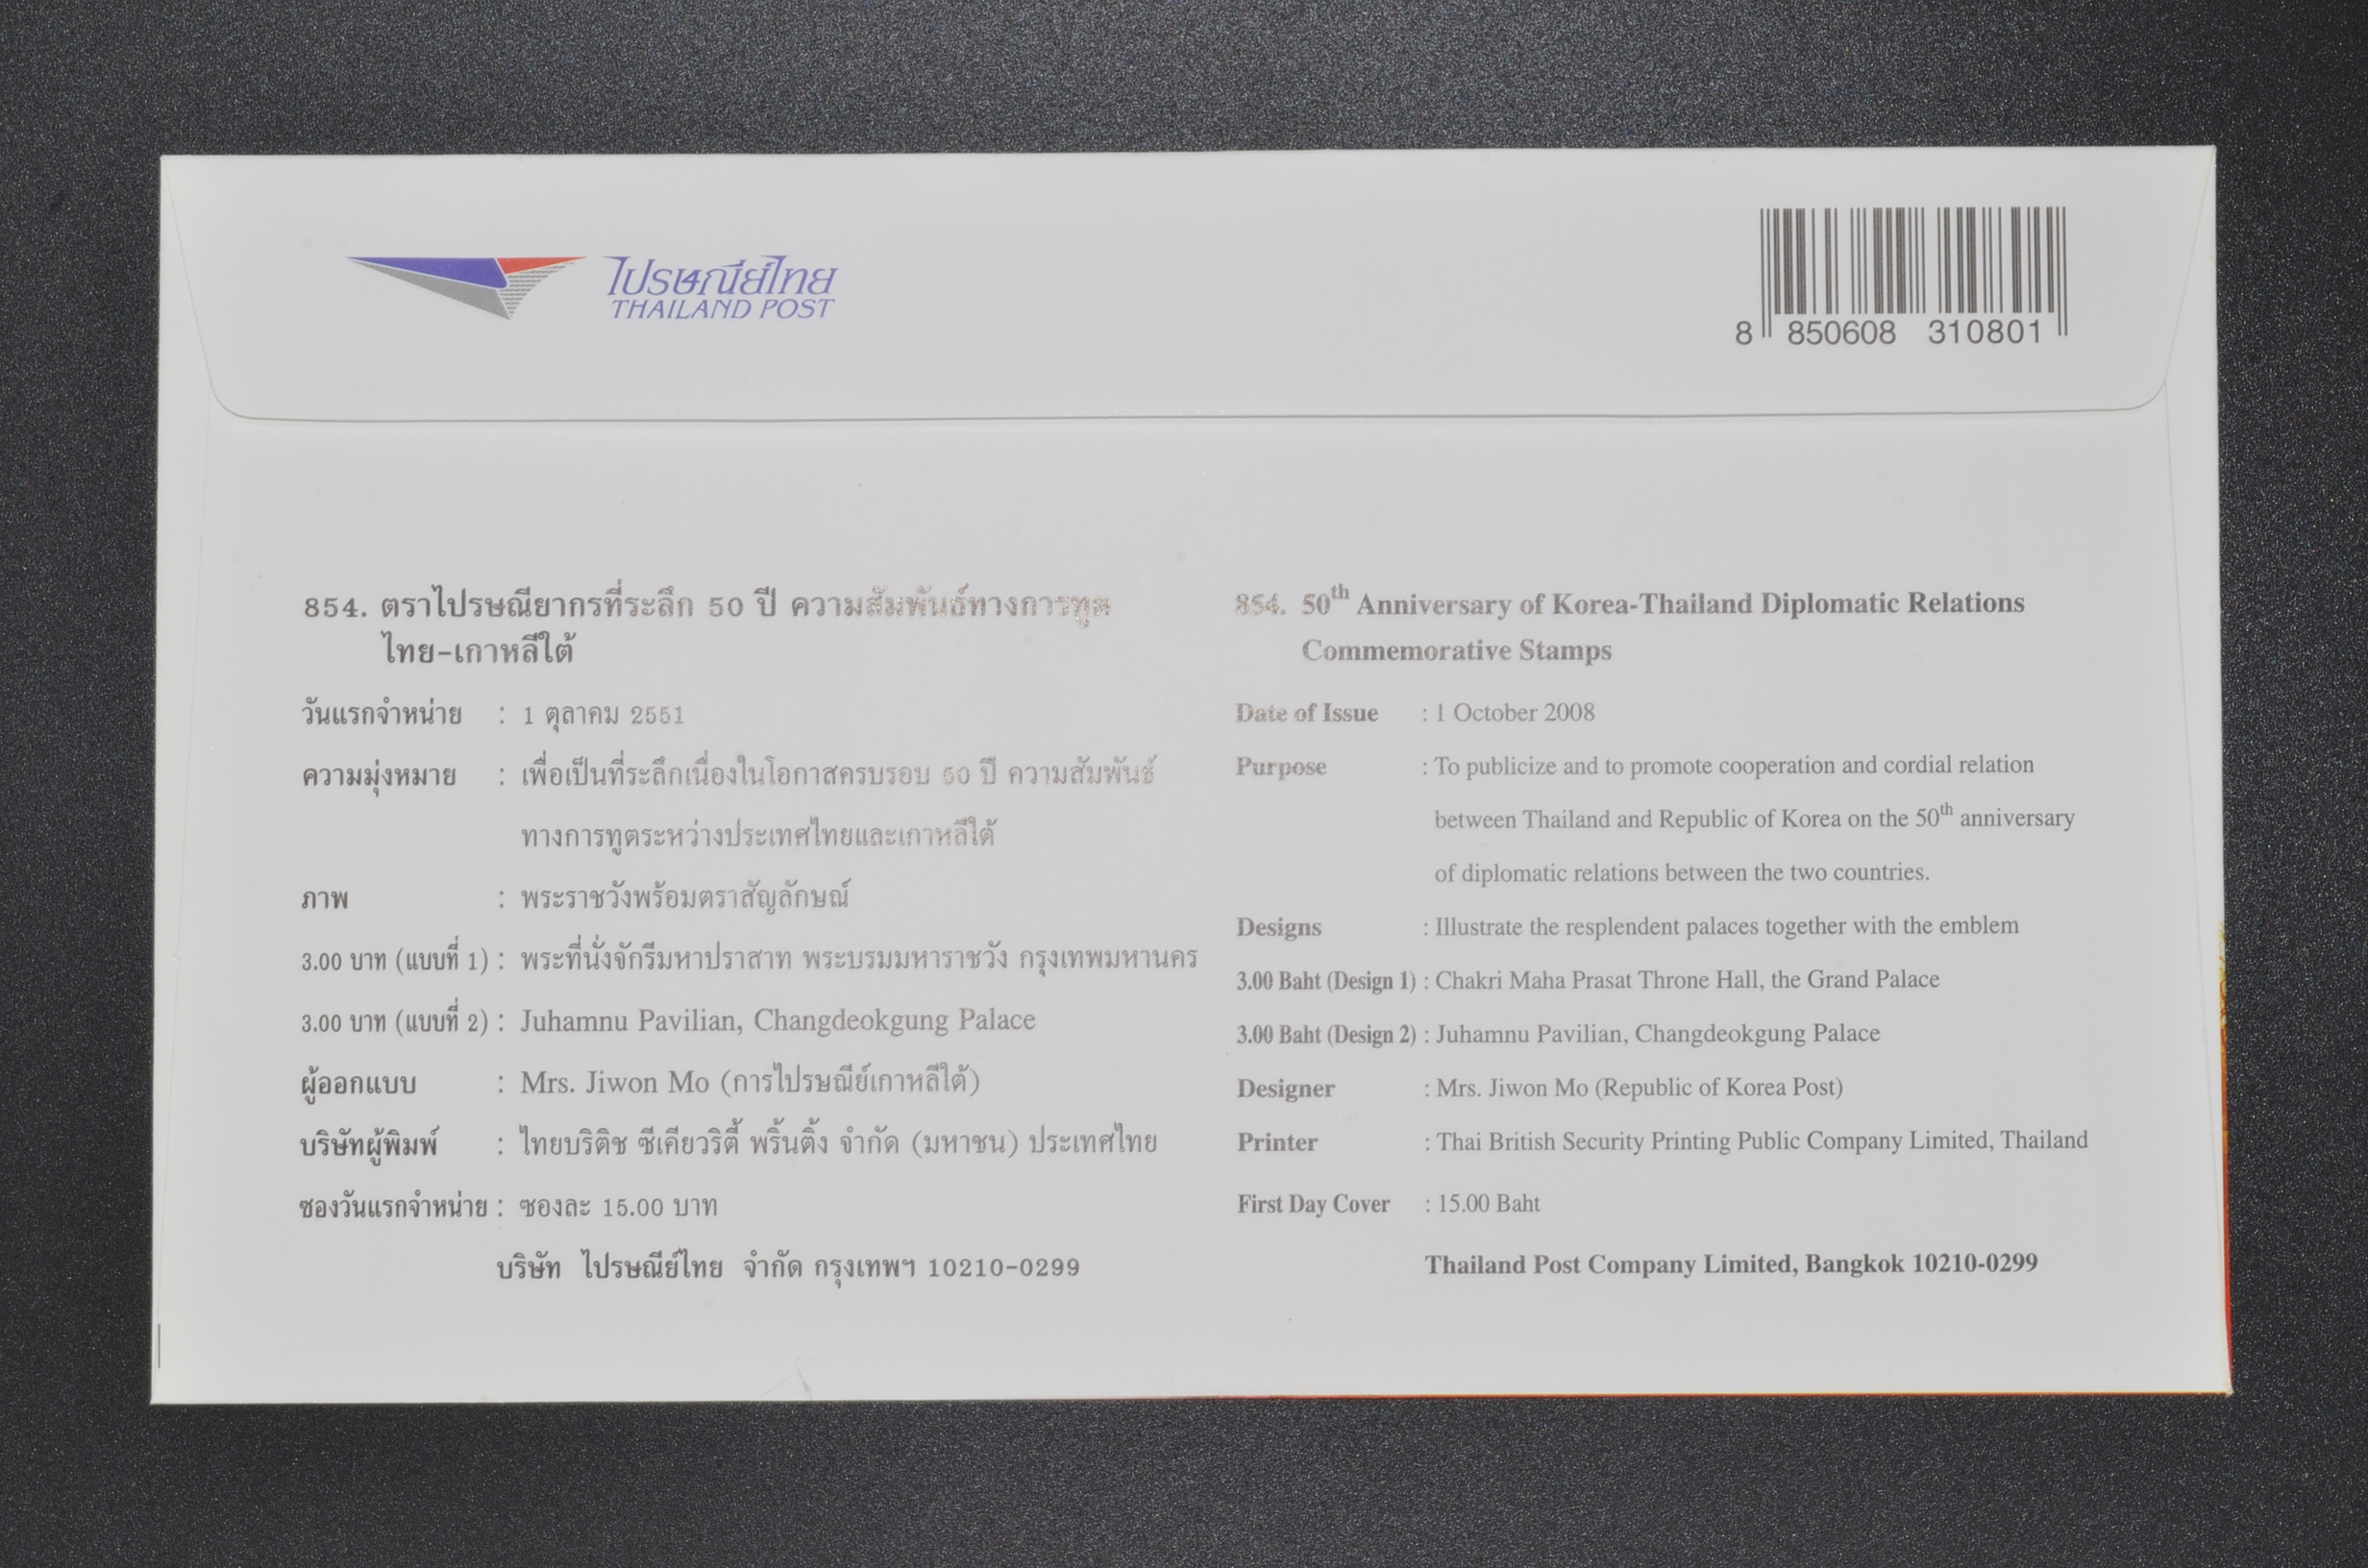 ไปรษณีย์ไทย
THAILAND POST
8 850608 310801
854. ตราไปรษณียากรที่ระลึก 50 ปี ความสัมพันธ์ทางการทูต
ไทย-เกาหลีใต้
วันแรกจำหน่าย : 1 ตุลาคม 2551
ความมุ่งหมาย : เพื่อเป็นที่ระลึกเนื่องในโอกาสครบรอบ 50 ปี ความสัมพันธ์
ทางการทูตระหว่างประเทศไทยและเกาหลีใต้
ภาพ : พระราชวังพร้อมตราสัญลักษณ์
3.00 บาท (แบบที่ 1) : พระที่นั่งจักรีมหาปราสาท พระบรมมหาราชวัง กรุงเทพมหานคร
3.00 บาท (แบบที่ 2) : Juhamnu Pavilian, Changdeokgung Palace
ผู้ออกแบบ : Mrs. Jiwon Mo (การไปรษณีย์เกาหลีใต้)
บริษัทผู้พิมพ์ : ไทยบริติช ซีเคียวริตี้ พริ้นติ้ง จำกัด (มหาชน) ประเทศไทย
ซองวันแรกจำหน่าย : ซองละ 15.00 บาท
บริษัท ไปรษณีย์ไทย จำกัด กรุงเทพฯ 10210-0299
854. 50th Anniversary of Korea-Thailand Diplomatic Relations
Commemorative Stamps
Date of Issue : 1 October 2008
Purpose : To publicize and to promote cooperation and cordial relation
between Thailand and Republic of Korea on the 50th anniversary
of diplomatic relations between the two countries.
Designs : Illustrate the resplendent palaces together with the emblem
3.00 Baht (Design 1) : Chakri Maha Prasat Throne Hall, the Grand Palace
3.00 Baht (Design 2) : Juhamnu Pavilian, Changdeokgung Palace
Designer : Mrs. Jiwon Mo (Republic of Korea Post)
Printer : Thai British Security Printing Public Company Limited, Thailand
First Day Cover : 15.00 Baht
Thailand Post Company Limited, Bangkok 10210-0299